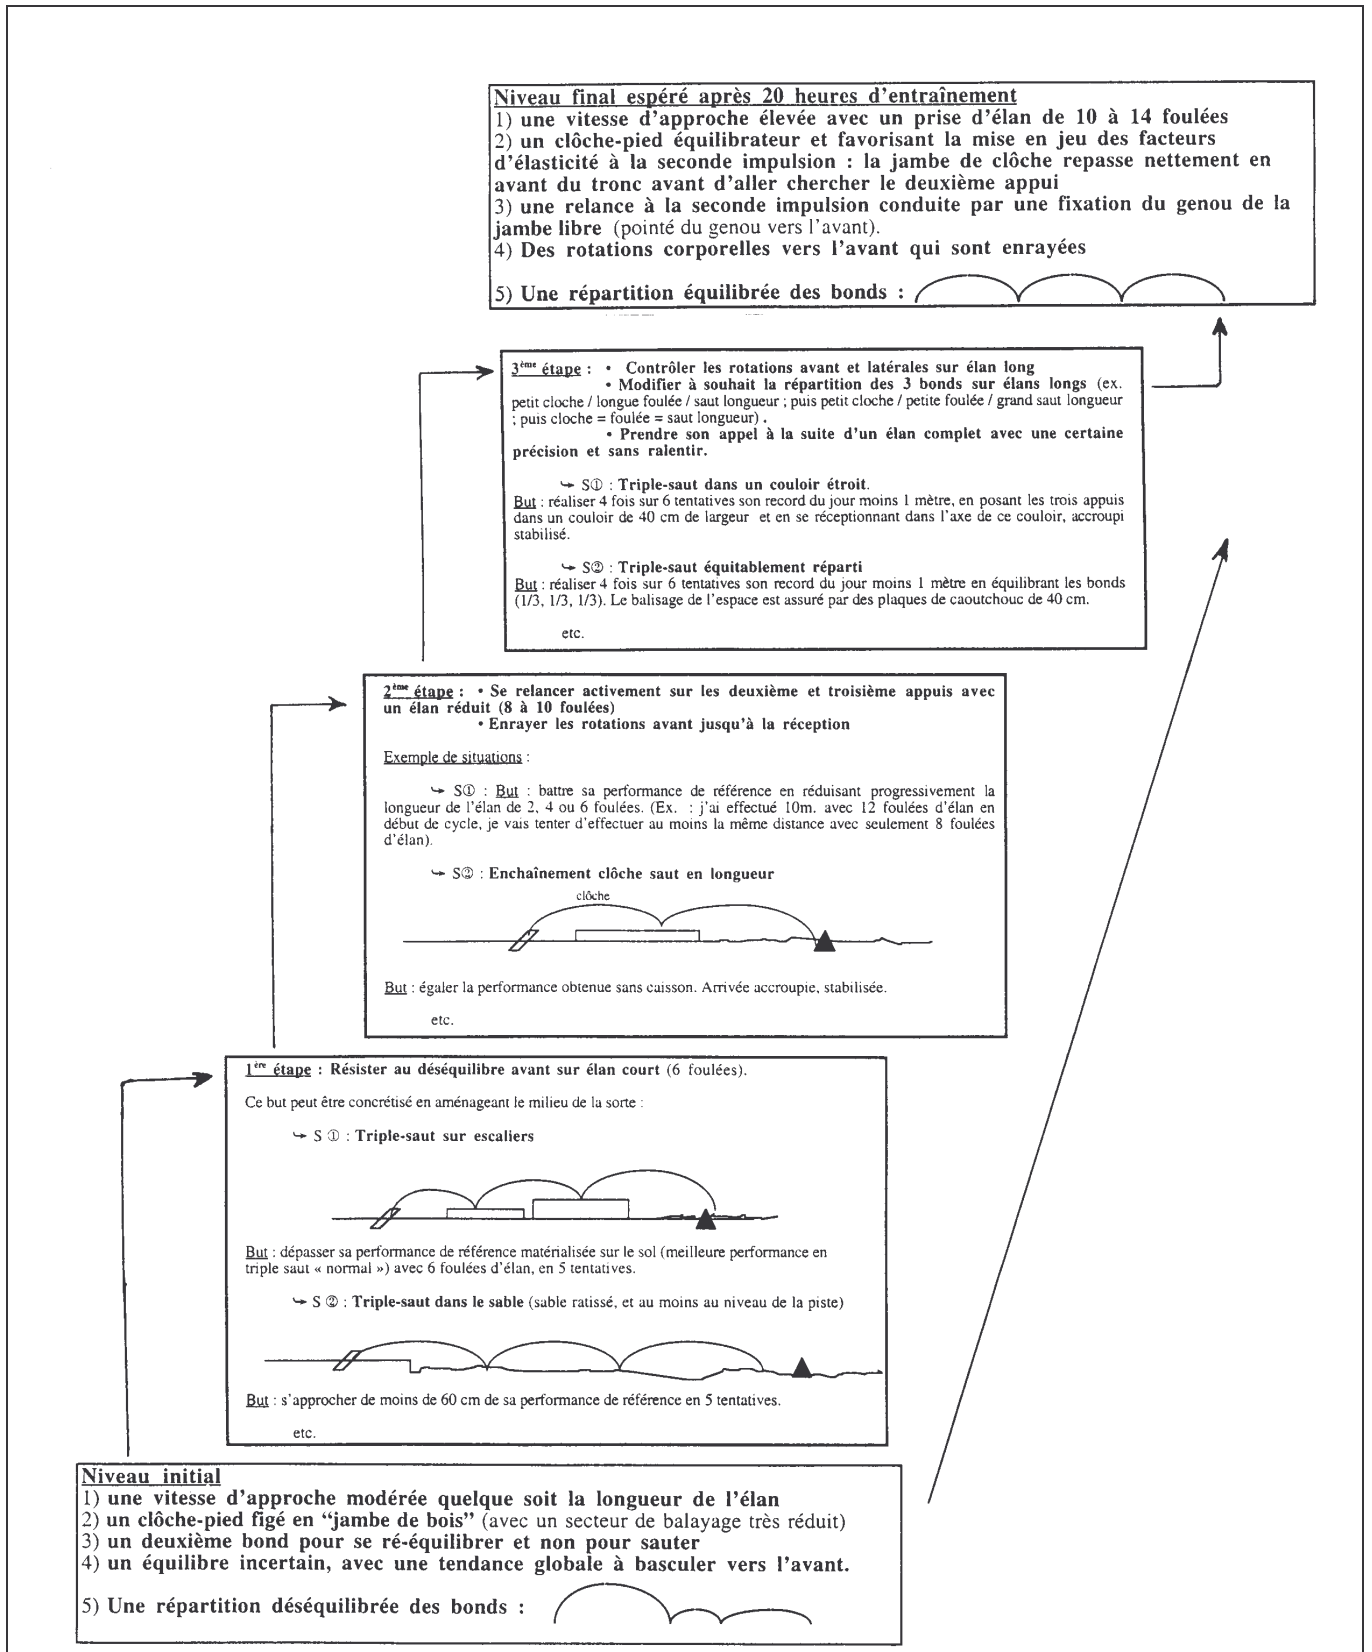 Niveau final espéré après 20 heures d'entraînement
1) une vitesse d'approche élevée avec un prise d'élan de 10 à 14 foulées
2) un clôche-pied équilibrateur et favorisant la mise en jeu des facteurs
d'élasticité à la seconde impulsion : la jambe de clôche repasse nettement en
avant du tronc avant d'aller chercher le deuxième appui
3) une relance à la seconde impulsion conduite par une fixation du genou de la
jambe libre (pointé du genou vers l'avant).
4) Des rotations corporelles vers l'avant qui sont enrayées
5) Une répartition équilibrée des bonds :
3ème étape : • Contrôler les rotations avant et latérales sur élan long
• Modifier à souhait la répartition des 3 bonds sur élans longs (ex.
petit cloche / longue foulée / saut longueur ; puis petit cloche / petite foulée / grand saut longueur
; puis cloche = foulée = saut longueur) .
• Prendre son appel à la suite d'un élan complet avec une certaine
précision et sans ralentir.
↪ S① : Triple-saut dans un couloir étroit.
But : réaliser 4 fois sur 6 tentatives son record du jour moins 1 mètre, en posant les trois appuis
dans un couloir de 40 cm de largeur et en se réceptionnant dans l'axe de ce couloir, accroupi
stabilisé.
↪ S② : Triple-saut équitablement réparti
But : réaliser 4 fois sur 6 tentatives son record du jour moins 1 mètre en équilibrant les bonds
(1/3, 1/3, 1/3). Le balisage de l'espace est assuré par des plaques de caoutchouc de 40 cm.
etc.
2ème étape : • Se relancer activement sur les deuxième et troisième appuis avec
un élan réduit (8 à 10 foulées)
• Enrayer les rotations avant jusqu'à la réception
Exemple de situations :
↪ S① : But : battre sa performance de référence en réduisant progressivement la
longueur de l'élan de 2, 4 ou 6 foulées. (Ex. : j'ai effectué 10m. avec 12 foulées d'élan en
début de cycle, je vais tenter d'effectuer au moins la même distance avec seulement 8 foulées
d'élan).
↪ S② : Enchaînement clôche saut en longueur
clôche
But : égaler la performance obtenue sans caisson. Arrivée accroupie, stabilisée.
etc.
1ère étape : Résister au déséquilibre avant sur élan court (6 foulées).
Ce but peut être concrétisé en aménageant le milieu de la sorte :
↪ S ① : Triple-saut sur escaliers
But : dépasser sa performance de référence matérialisée sur le sol (meilleure performance en
triple saut « normal ») avec 6 foulées d'élan, en 5 tentatives.
↪ S ② : Triple-saut dans le sable (sable ratissé, et au moins au niveau de la piste)
But : s'approcher de moins de 60 cm de sa performance de référence en 5 tentatives.
etc.
Niveau initial
1) une vitesse d'approche modérée quelque soit la longueur de l'élan
2) un clôche-pied figé en "jambe de bois" (avec un secteur de balayage très réduit)
3) un deuxième bond pour se ré-équilibrer et non pour sauter
4) un équilibre incertain, avec une tendance globale à basculer vers l'avant.
5) Une répartition déséquilibrée des bonds :